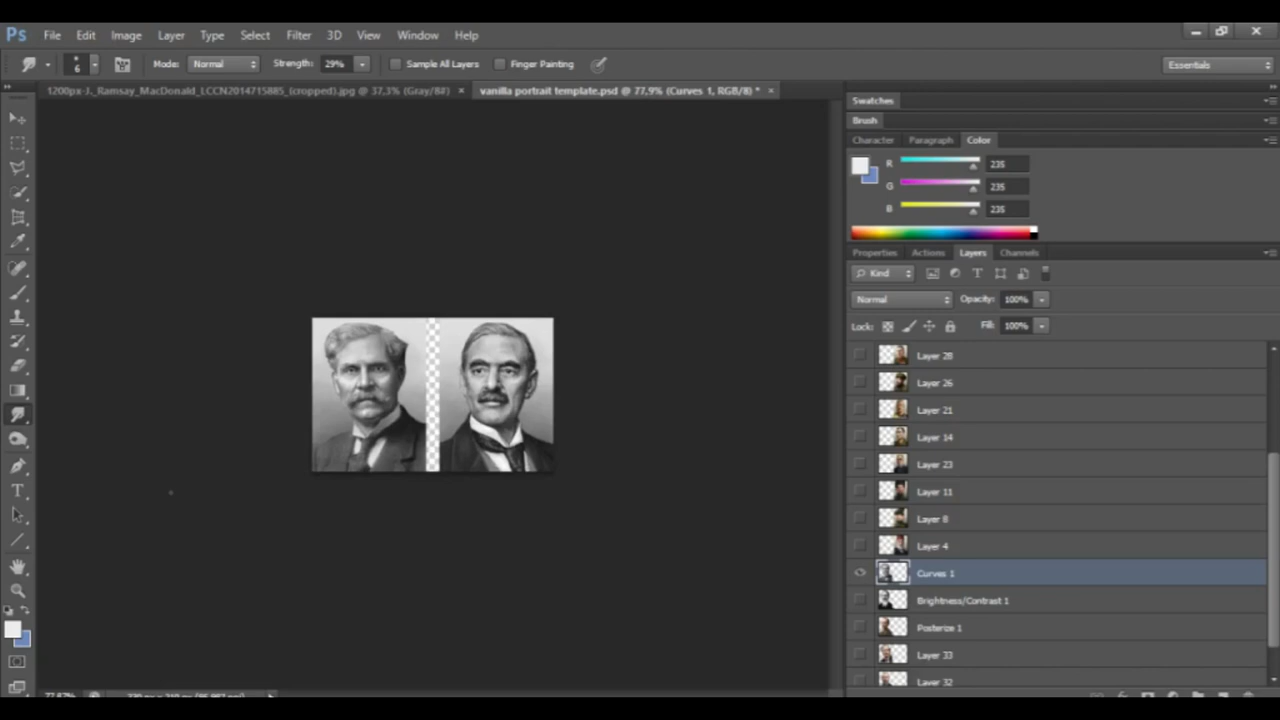 Ps File Edit Image Layer Type Select Filter 3D View Window Help
6 Mode: Normal Strength: 29% Sample All Layers Finger Painting Essentials
1200px-J._Ramsay_MacDonald_LCCN2014715885_(cropped).jpg @ 37,3% (Gray/8#) × vanilla portrait template.psd @ 77,9% (Curves 1, RGB/8) * ×
Swatches
Brush
Character Paragraph Color
R 235
G 235
B 235
Properties Actions Layers Channels
Kind
Normal Opacity: 100%
Lock: Fill: 100%
Layer 28
Layer 26
Layer 21
Layer 14
Layer 23
Layer 11
Layer 8
Layer 4
Curves 1
Brightness/Contrast 1
Posterize 1
Layer 33
Layer 32